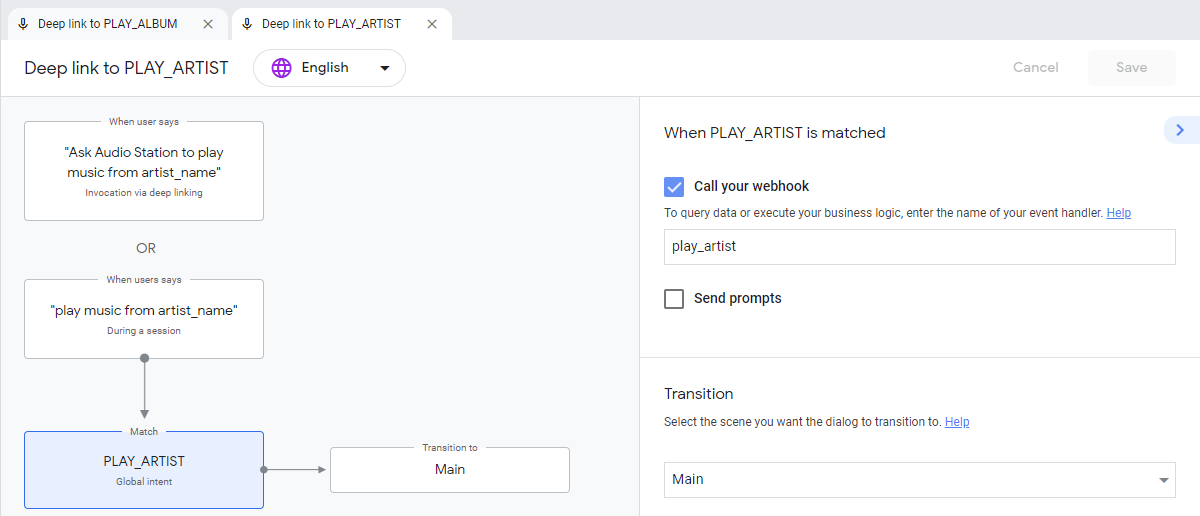 Deep link to PLAY_ALBUM
Deep link to PLAY_ARTIST
Deep link to PLAY_ARTIST
English
Cancel
Save
When user says
"Ask Audio Station to play
music from artist_name"
Invocation via deep linking
OR
When users says
"play music from artist_name"
During a session
Match
PLAY_ARTIST
Global intent
Transition to
Main
When PLAY_ARTIST is matched
Call your webhook
To query data or execute your business logic, enter the name of your event handler. Help
play_artist
Send prompts
Transition
Select the scene you want the dialog to transition to. Help
Main